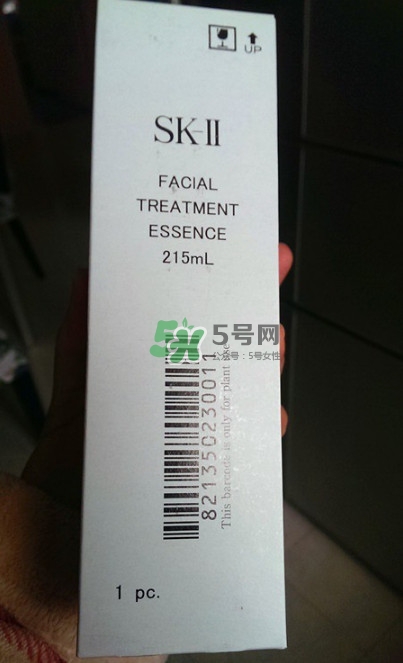 UP
SK-II
FACIAL
TREATMENT
ESSENCE
215mL
5号网
公众号：5号女性
821350230011
This barcode is only for plant use
1 pc.